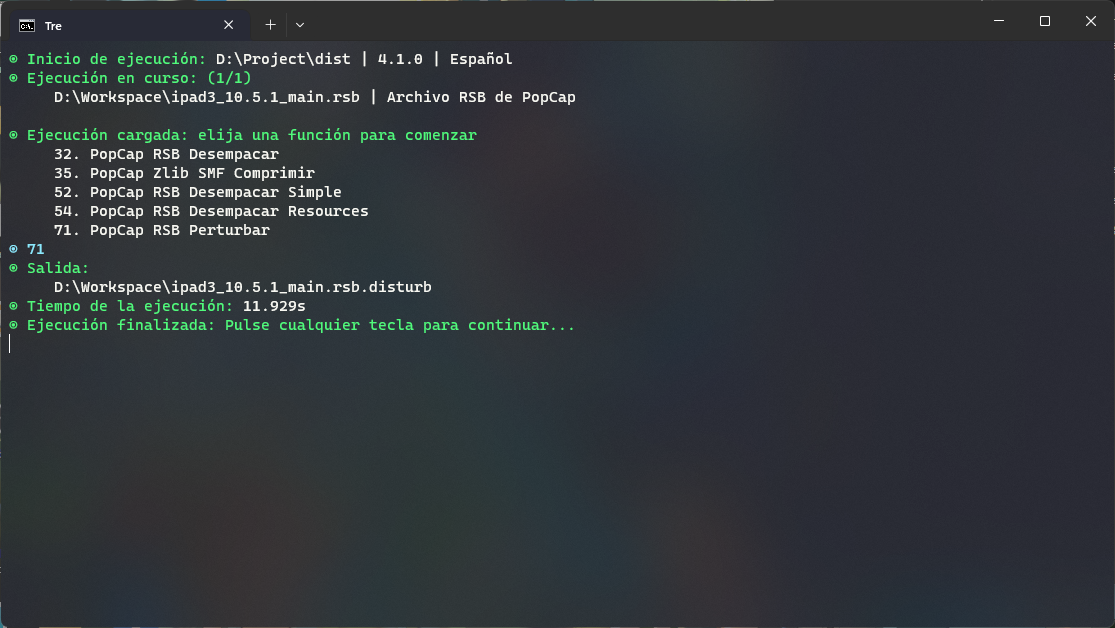 Tre
Inicio de ejecución: D:\Project\dist | 4.1.0 | Español
Ejecución en curso: (1/1)
D:\Workspace\ipad3_10.5.1_main.rsb | Archivo RSB de PopCap
Ejecución cargada: elija una función para comenzar
32. PopCap RSB Desempacar
35. PopCap Zlib SMF Comprimir
52. PopCap RSB Desempacar Simple
54. PopCap RSB Desempacar Resources
71. PopCap RSB Perturbar
71
Salida:
D:\Workspace\ipad3_10.5.1_main.rsb.disturb
Tiempo de la ejecución: 11.929s
Ejecución finalizada: Pulse cualquier tecla para continuar...